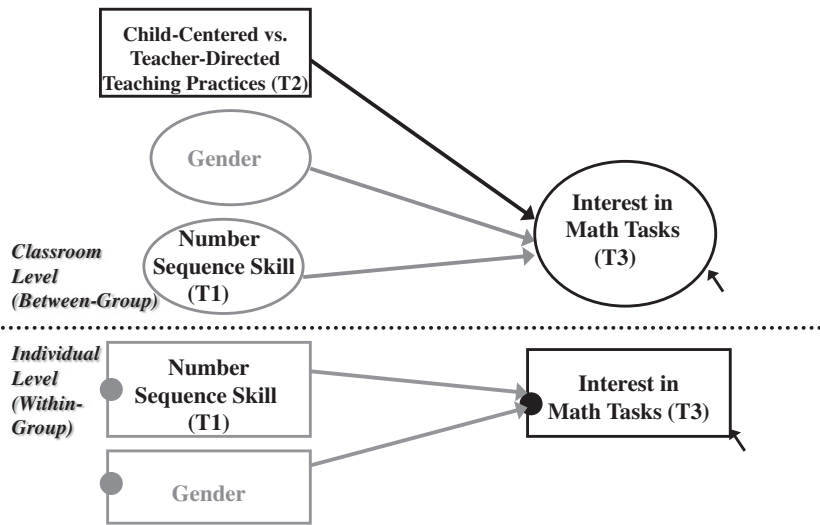 Child-Centered vs.
Teacher-Directed
Teaching Practices (T2)
Gender
Number
Sequence Skill
(T1)
Interest in
Math Tasks
(T3)
Classroom
Level
(Between-Group)
Individual
Level
(Within-
Group)
Number
Sequence Skill
(T1)
Interest in
Math Tasks (T3)
Gender